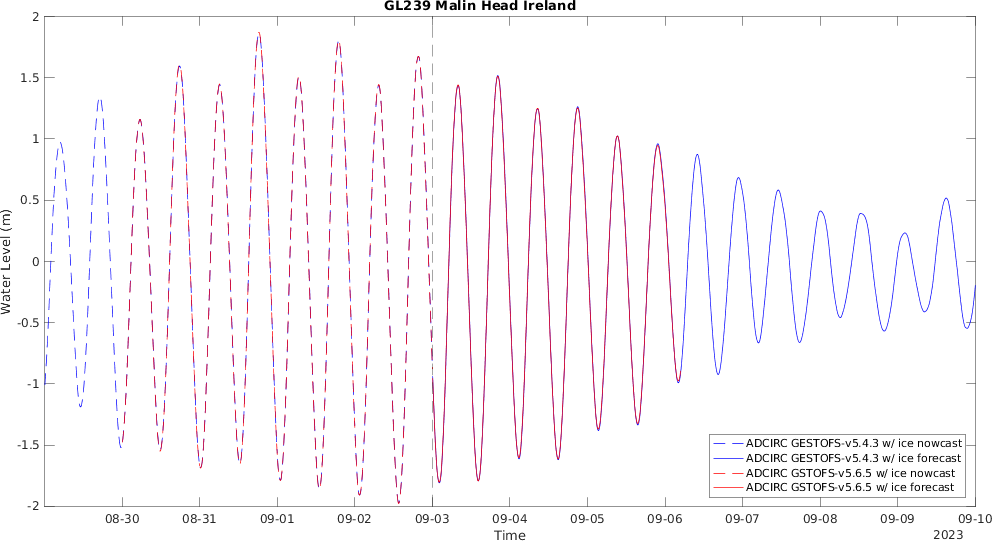 GL239 Malin Head Ireland
2
1.5
1
0.5
0
-0.5
-1
-1.5
-2
Water Level (m)
ADCIRC GESTOFS-v5.4.3 w/ ice nowcast
ADCIRC GESTOFS-v5.4.3 w/ ice forecast
ADCIRC GSTOFS-v5.6.5 w/ ice nowcast
ADCIRC GSTOFS-v5.6.5 w/ ice forecast
08-30 08-31 09-01 09-02 09-03 09-04 09-05 09-06 09-07 09-08 09-09 09-10
Time
2023